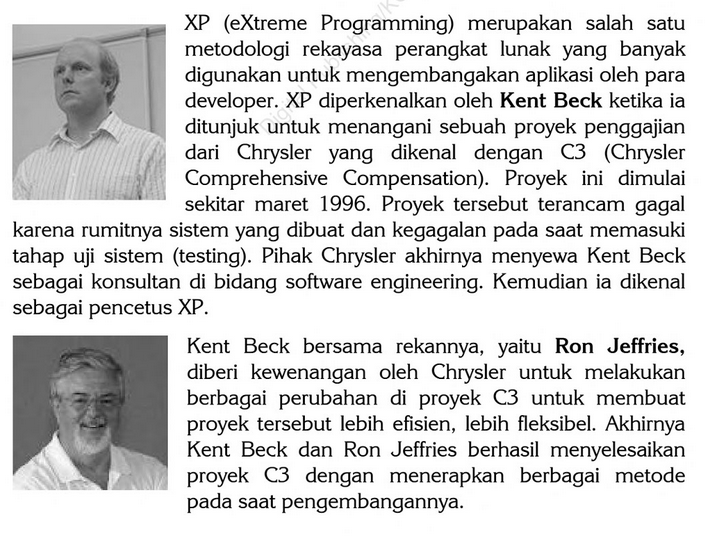 XP (eXtreme Programming) merupakan salah satu
metodologi rekayasa perangkat lunak yang banyak
digunakan untuk mengembangakan aplikasi oleh para
developer. XP diperkenalkan oleh Kent Beck ketika ia
ditunjuk untuk menangani sebuah proyek penggajian
dari Chrysler yang dikenal dengan C3 (Chrysler
Comprehensive Compensation). Proyek ini dimulai
sekitar maret 1996. Proyek tersebut terancam gagal
karena rumitnya sistem yang dibuat dan kegagalan pada saat memasuki
tahap uji sistem (testing). Pihak Chrysler akhirnya menyewa Kent Beck
sebagai konsultan di bidang software engineering. Kemudian ia dikenal
sebagai pencetus XP.
Kent Beck bersama rekannya, yaitu Ron Jeffries,
diberi kewenangan oleh Chrysler untuk melakukan
berbagai perubahan di proyek C3 untuk membuat
proyek tersebut lebih efisien, lebih fleksibel. Akhirnya
Kent Beck dan Ron Jeffries berhasil menyelesaikan
proyek C3 dengan menerapkan berbagai metode
pada saat pengembangannya.